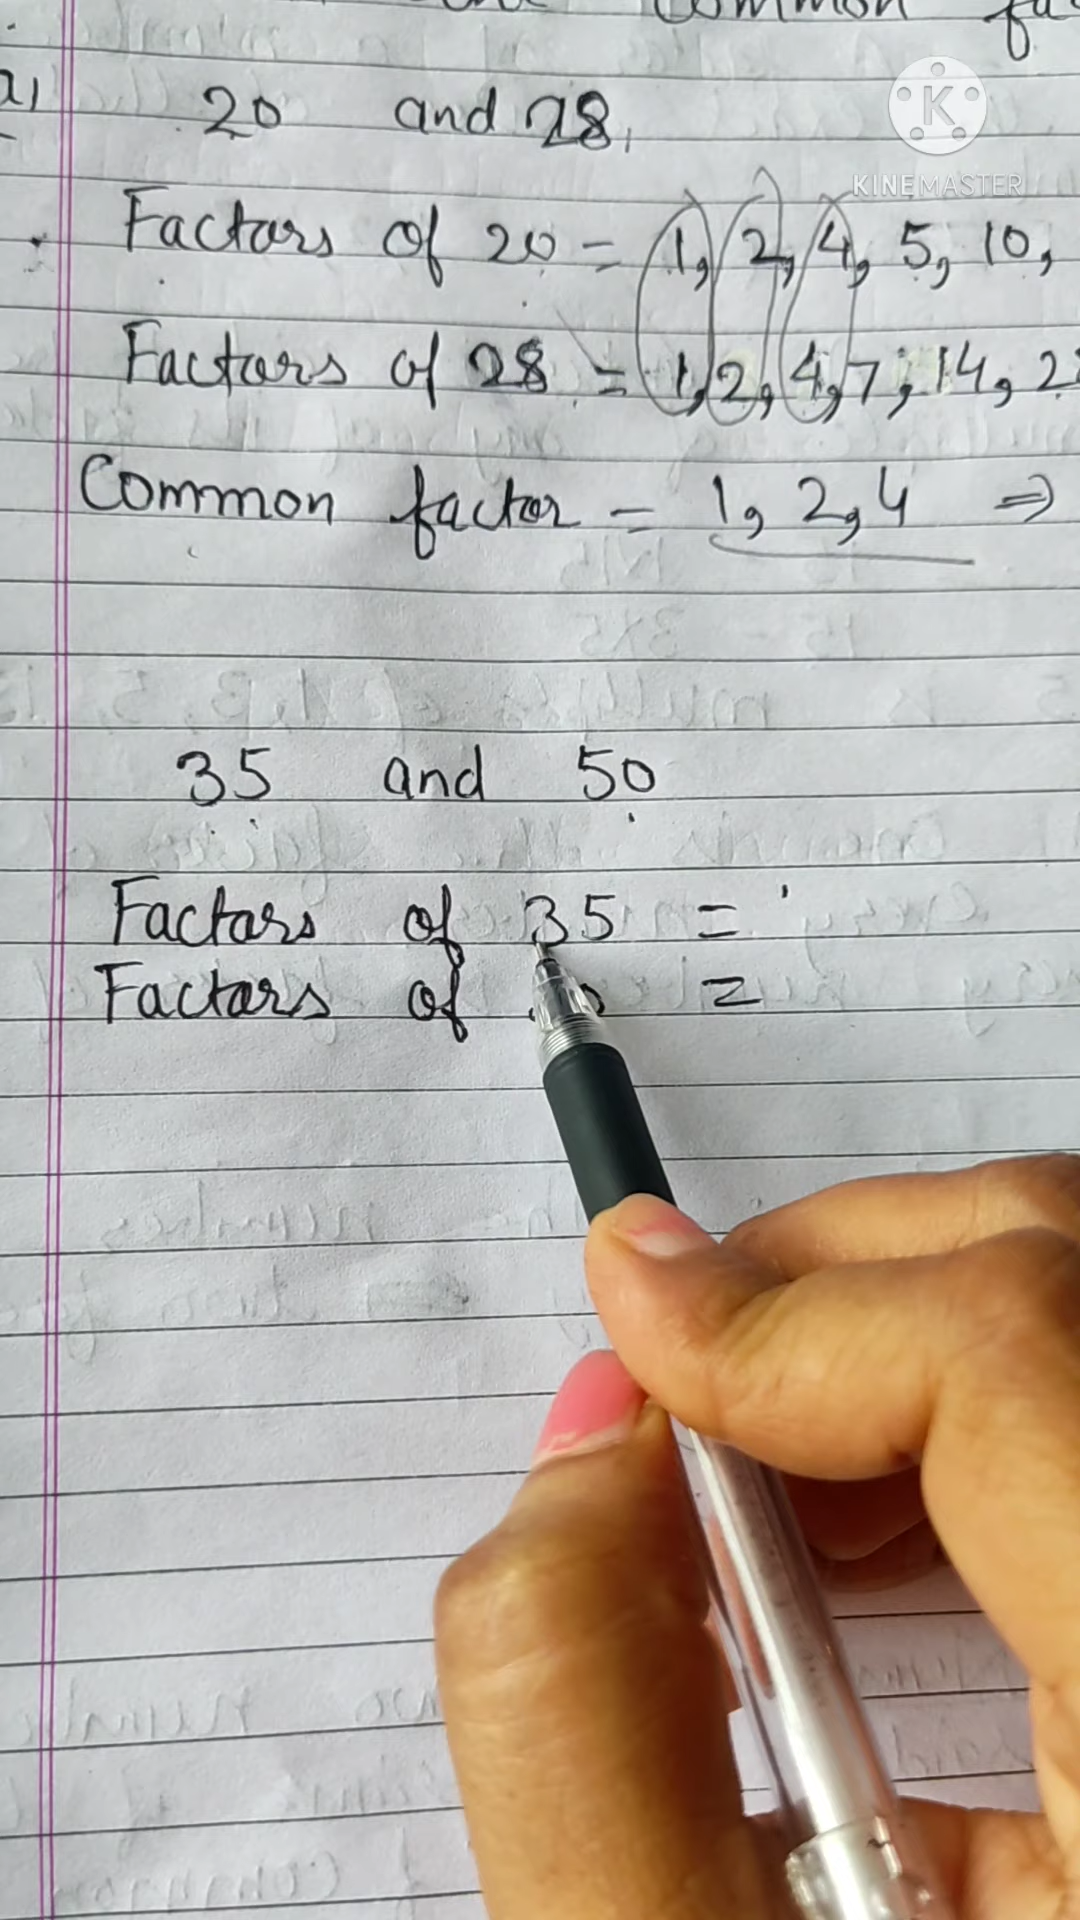 common
20 and 28,
K
KINEMASTER
Factors of 20 = 1, 2, 4, 5, 10,
Factors of 28 = 1, 2, 4, 7, 14,
Common factor = 1, 2, 4 ⇒
35 and 50
Factors of 35 =
Factors of =